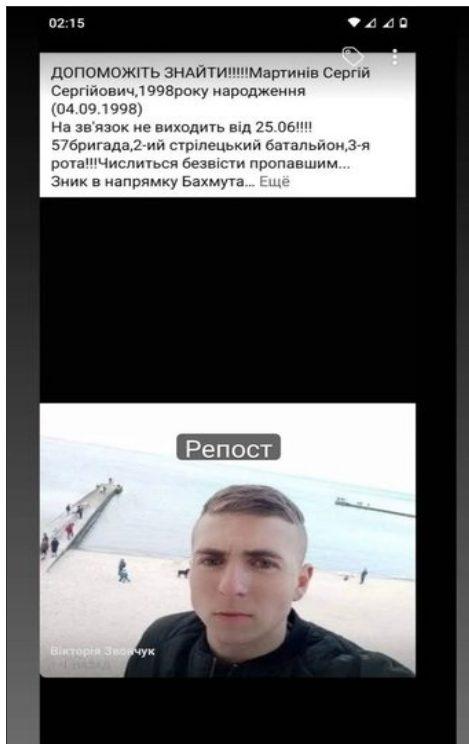 02:15
ДОПОМОЖІТЬ ЗНАЙТИ!!!!!Мартинів Сергій
Сергійович,1998року народження
(04.09.1998)
На зв'язок не виходить від 25.06!!!!
57бригада,2-ий стрілецький батальйон,3-я
рота!!!Числиться безвісти пропавшим...
Зник в напрямку Бахмута... Ещё
Репост
Вікторія Звончук
НАЗАД